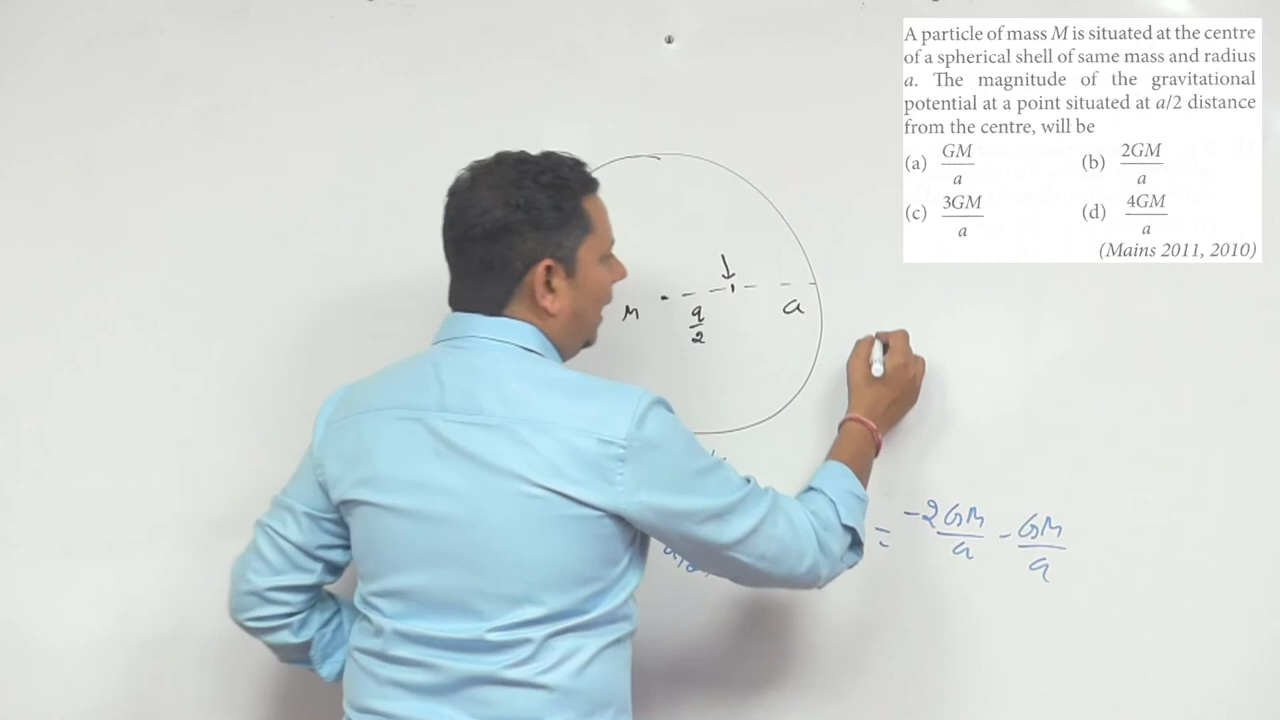 A particle of mass M is situated at the centre
of a spherical shell of same mass and radius
a. The magnitude of the gravitational
potential at a point situated at a/2 distance
from the centre, will be
(a) GM/a (b) 2GM/a
(c) 3GM/a (d) 4GM/a
(Mains 2011, 2010)
M a/2 a
= -2GM/a - GM/a